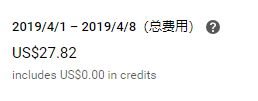 2019/4/1 – 2019/4/8（总费用） ?
US$27.82
includes US$0.00 in credits